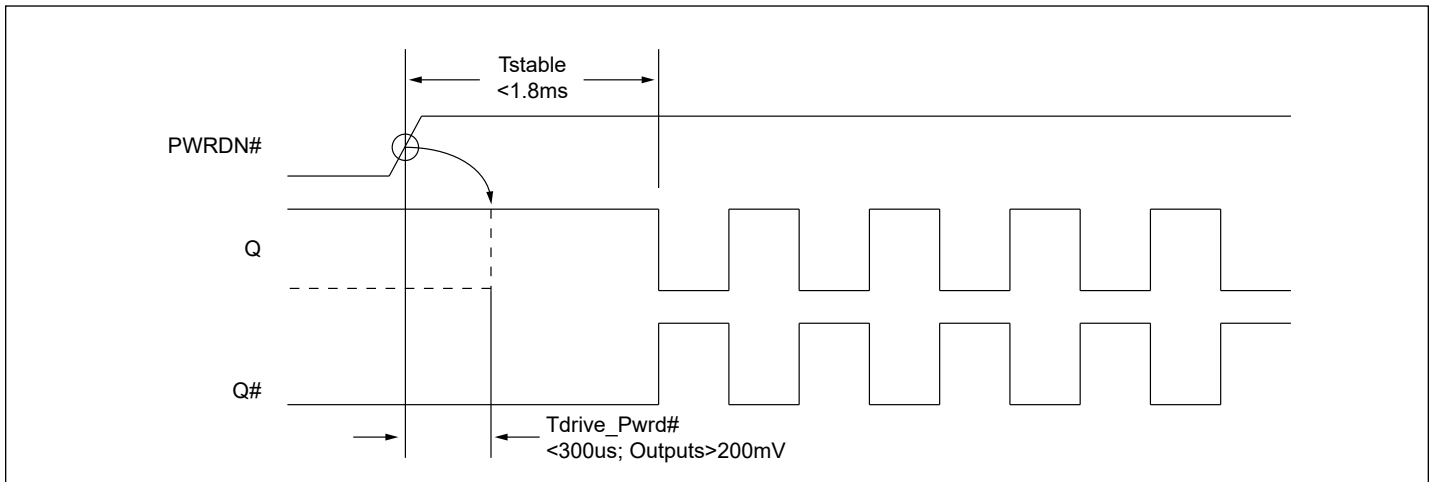 Tstable
<1.8ms
PWRDN#
Q
Q#
Tdrive_Pwrd#
<300us; Outputs>200mV